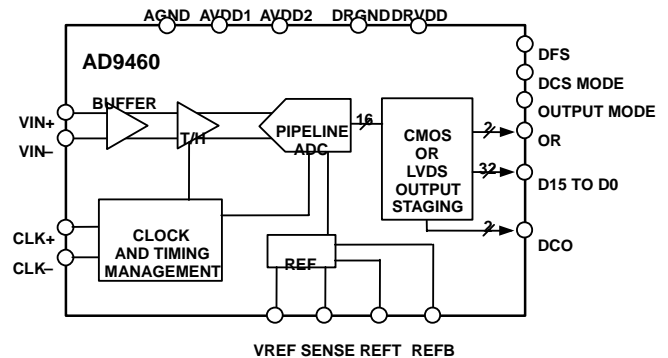 AGND AVDD1 AVDD2 DRGND DRVDD
AD9460
DFS
DCS MODE
OUTPUT MODE
OR
D15 TO D0
DCO
VIN+
VIN–
BUFFER
T/H
PIPELINE
ADC
16
CMOS
OR
LVDS
OUTPUT
STAGING
2
32
2
CLK+
CLK–
CLOCK
AND TIMING
MANAGEMENT
REF
VREF SENSE REFT REFB